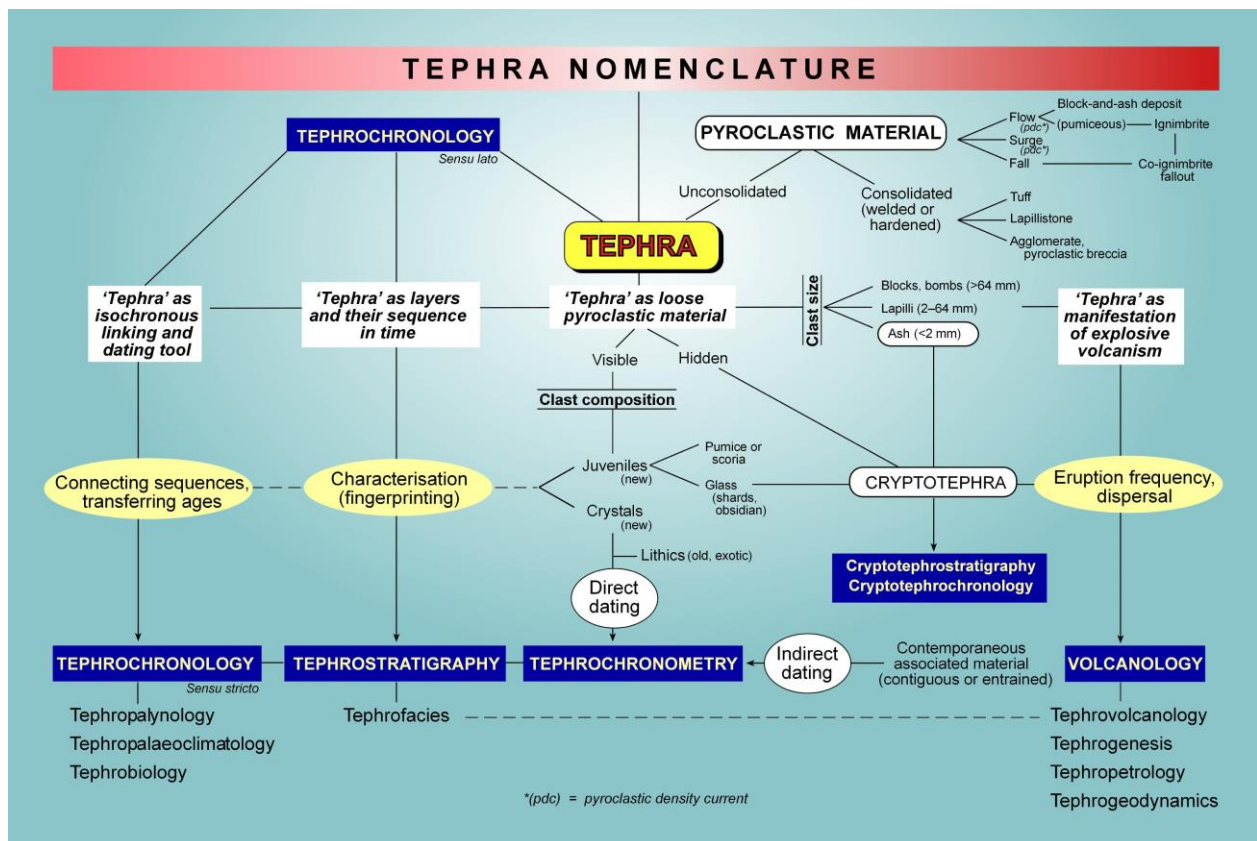 TEPHRA NOMENCLATURE
TEPHROCHRONOLOGY
Sensu lato
PYROCLASTIC MATERIAL
Flow
(pdc*)
Surge
(pdc*)
Fall
Block-and-ash deposit
(pumiceous)
Ignimbrite
Co-ignimbrite
fallout
Unconsolidated
Consolidated
(welded or
hardened)
Tuff
Lapillistone
Agglomerate,
pyroclastic breccia
TEPHRA
‘Tephra’ as
isochronous
linking and
dating tool
‘Tephra’ as layers
and their sequence
in time
‘Tephra’ as loose
pyroclastic material
Clast size
Blocks, bombs (>64 mm)
Lapilli (2–64 mm)
Ash (<2 mm)
‘Tephra’ as
manifestation
of explosive
volcanism
Visible
Hidden
Clast composition
Connecting sequences,
transferring ages
Characterisation
(fingerprinting)
Juveniles
(new)
Pumice or
scoria
Glass
(shards,
obsidian)
Crystals
(new)
Lithics (old, exotic)
CRYPTOTEPHRA
Eruption frequency,
dispersal
Cryptotephrostratigraphy
Cryptotephrochronology
Direct
dating
TEPHROCHRONOLOGY
Sensu stricto
TEPHROSTRATIGRAPHY
TEPHROCHRONOMETRY
Indirect
dating
Contemporaneous
associated material
(contiguous or entrained)
VOLCANOLOGY
Tephropalynology
Tephropalaeoclimatology
Tephrobiology
Tephrofacies
Tephrovolcanology
Tephrogenesis
Tephropetrology
Tephrogeodynamics
*(pdc) = pyroclastic density current